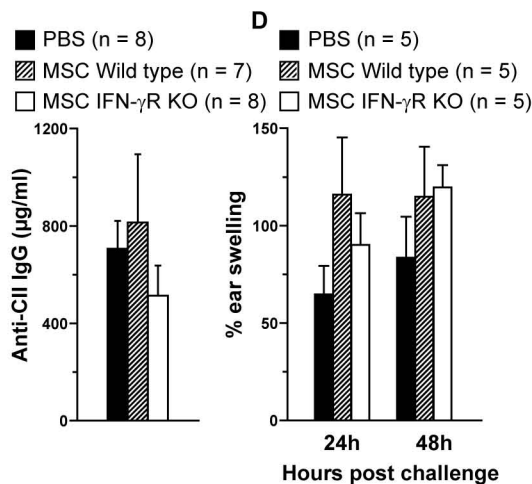 PBS (n = 8)
MSC Wild type (n = 7)
MSC IFN-γR KO (n = 8)
Anti-CII IgG (µg/ml)
1200
800
400
0
D
PBS (n = 5)
MSC Wild type (n = 5)
MSC IFN-γR KO (n = 5)
% ear swelling
150
100
50
0
24h 48h
Hours post challenge